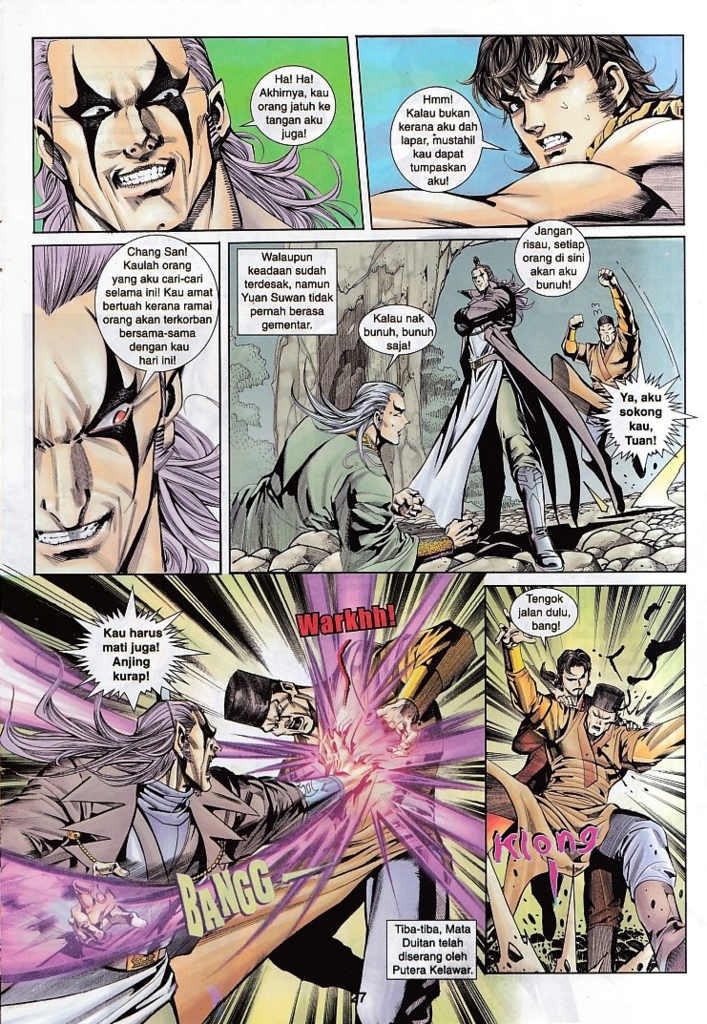 Ha! Ha!
Akhirnya, kau
orang jatuh ke
tangan aku
juga!
Hmm!
Kalau bukan
kerana aku dah
lapar, mustahil
kau dapat
tumpaskan
aku!
Chang San!
Kaulah orang
yang aku cari-cari
selama ini! Kau amat
bertuah kerana ramai
orang akan terkorban
bersama-sama
dengan kau
hari ini!
Walaupun
keadaan sudah
terdesak, namun
Yuan Suwan tidak
pernah berasa
gementar.
Kalau nak
bunuh, bunuh
saja!
Jangan
risau, setiap
orang di sini
akan aku
bunuh!
Ya, aku
sokong
kau,
Tuan!
Kau harus
mati juga!
Anjing
kurap!
Warkhh!
BANGG
Tiba-tiba, Mata
Duitan telah
diserang oleh
Putera Kelawar.
Tengok
jalan dulu,
bang!
Klong
!
27